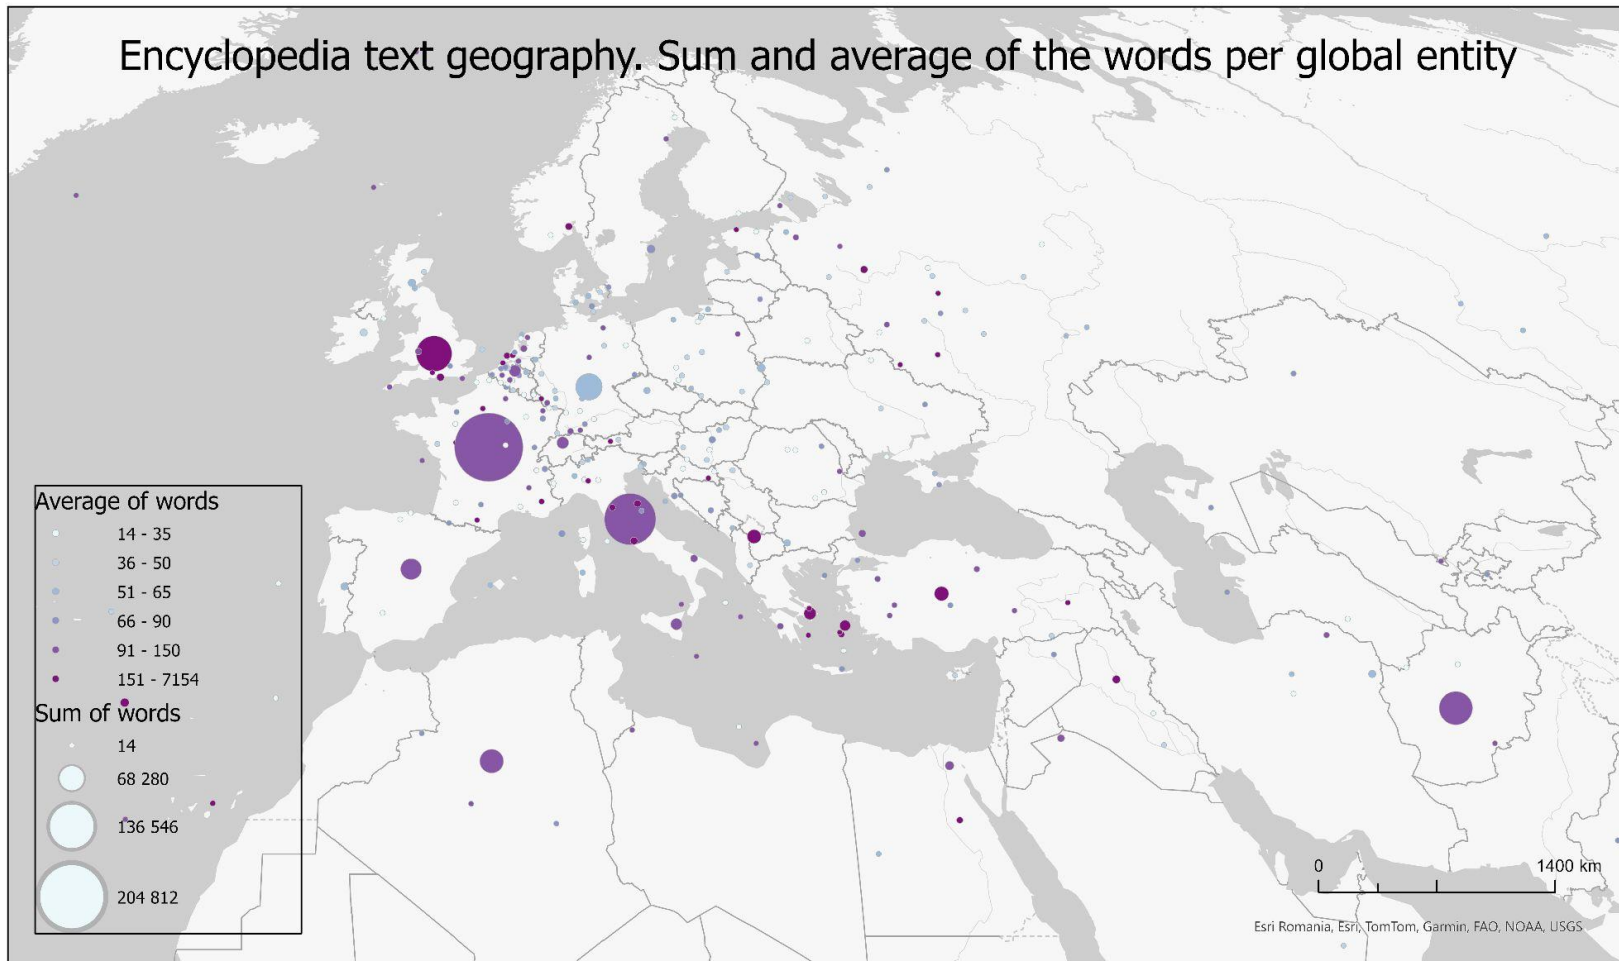 Encyclopedia text geography. Sum and average of the words per global entity
Average of words
14 - 35
36 - 50
51 - 65
66 - 90
91 - 150
151 - 7154
Sum of words
14
68 280
136 546
204 812
0 1400 km
Esri Romania, Esri, TomTom, Garmin, FAO, NOAA, USGS